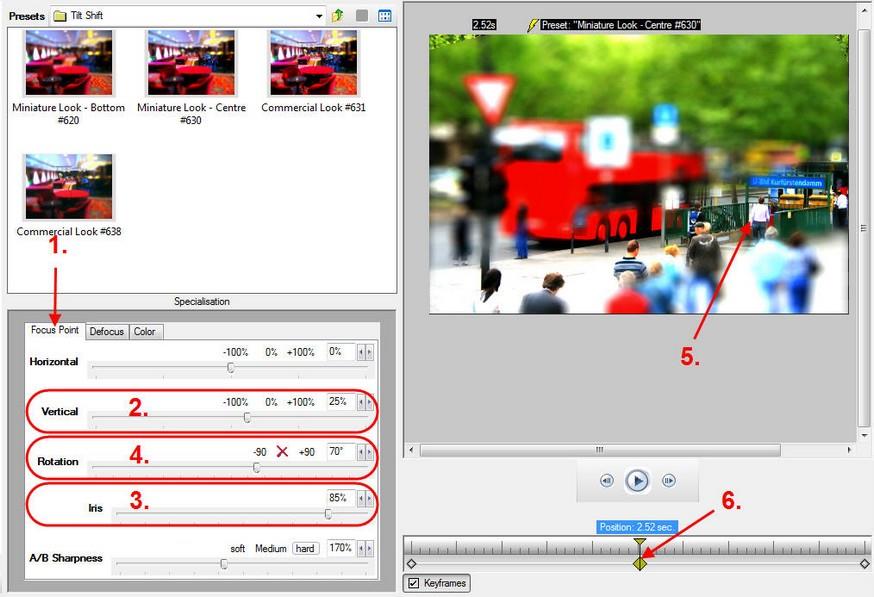 Presets Tilt Shift
Miniature Look - Bottom #620
Miniature Look - Centre #630
Commercial Look #631
Commercial Look #638
1.
Specialisation
Focus Point Defocus Color
Horizontal -100% 0% +100% 0%
Vertical 2. -100% 0% +100% 25%
Rotation 4. -90 +90 70°
Iris 3. 85%
A/B Sharpness soft Medium hard 170%
2.52s Preset: "Miniature Look - Centre #630"
Kurfürstendamm
5.
6.
Position: 2.52 sec.
Keyframes